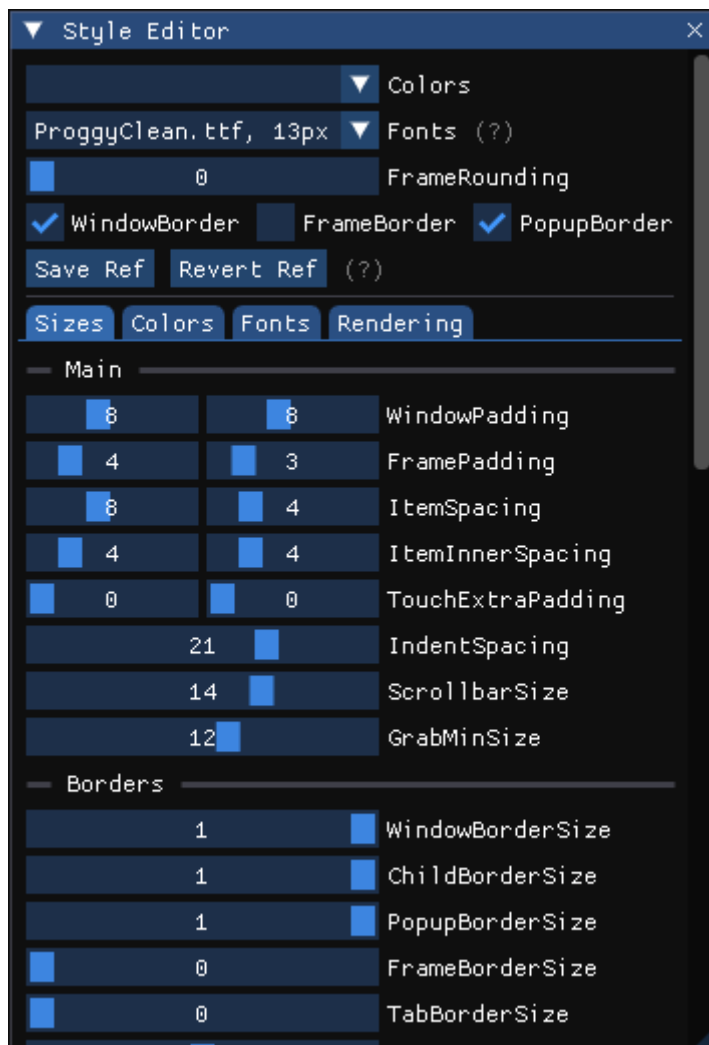 Style Editor
Colors
ProggyClean.ttf, 13px Fonts (?)
0 FrameRounding
WindowBorder FrameBorder PopupBorder
Save Ref Revert Ref (?)
Sizes Colors Fonts Rendering
Main
8 8 WindowPadding
4 3 FramePadding
8 4 ItemSpacing
4 4 ItemInnerSpacing
0 0 TouchExtraPadding
21 IndentSpacing
14 ScrollbarSize
12 GrabMinSize
Borders
1 WindowBorderSize
1 ChildBorderSize
1 PopupBorderSize
0 FrameBorderSize
0 TabBorderSize